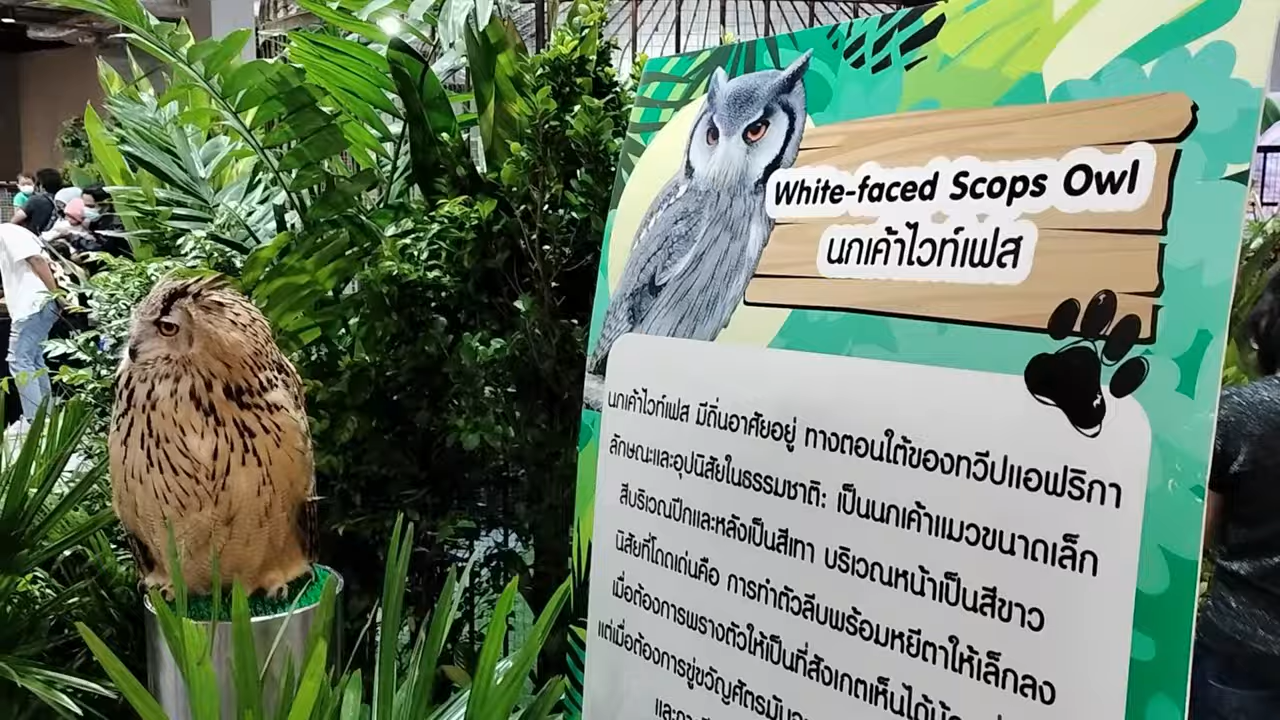 White-faced Scops Owl
นกเค้าไวท์เฟส
นกเค้าไวท์เฟส มีถิ่นอาศัยอยู่ ทางตอนใต้ของทวีปแอฟริกา
ลักษณะและอุปนิสัยในธรรมชาติ: เป็นนกเค้าแมวขนาดเล็ก
สีบริเวณปีกและหลังเป็นสีเทา บริเวณหน้าเป็นสีขาว
นิสัยที่โดดเด่นคือ การทำตัวลีบพร้อมหยีตาให้เล็กลง
เมื่อต้องการพรางตัวให้เป็นที่สังเกตเห็นได้
แต่เมื่อต้องการขู่ขวัญศัตรูมัน